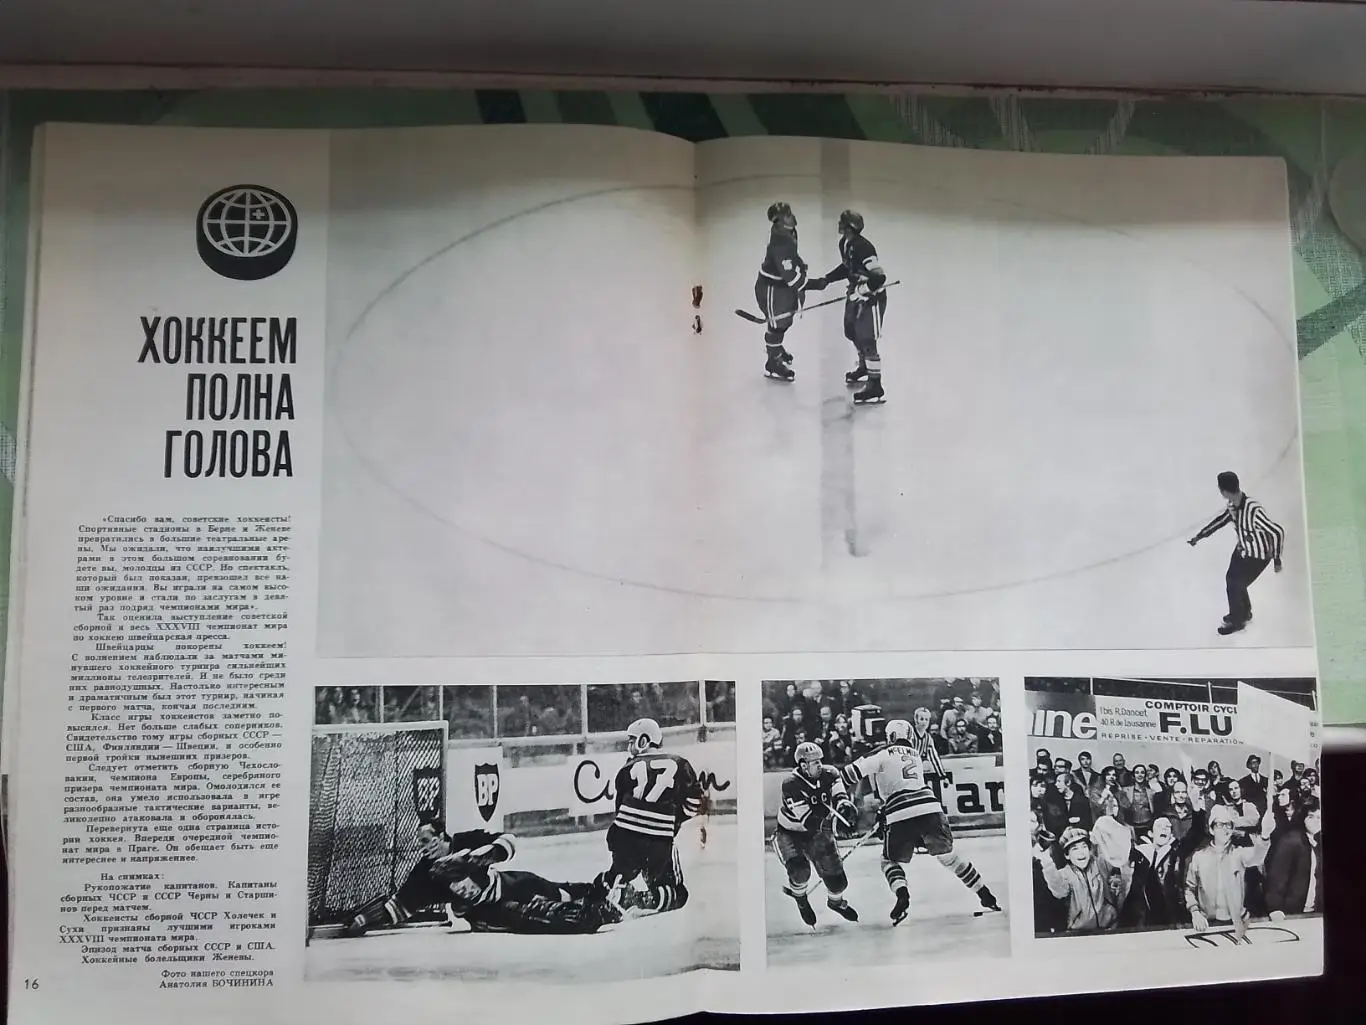 ХОККЕЕМ
ПОЛНА
ГОЛОВА
«Спасибо вам, советские хоккеисты!
Спортивные стадионы в Берне и Женеве
превратились в большие театральные аре-
ны. Мы ожидали, что наилучшими акте-
рами в этом большом соревновании бу-
дете вы, молодцы из СССР. Но спектакль,
который был показан, превзошел все на-
ши ожидания. Вы играли на самом высо-
ком уровне и стали по заслугам в девя-
тый раз подряд чемпионами мира».
Так оценила выступление советской
сборной и весь XXXVIII чемпионат мира
по хоккею швейцарская пресса.
Швейцарцы покорены хоккеем!
С волнением наблюдали за матчами ми-
нувшего хоккейного турнира сильнейших
миллионы телезрителей. И не было среди
них равнодушных. Настолько интересным
и драматичным был этот турнир, начиная
с первого матча, кончая последним.
Класс игры хоккеистов заметно по-
высился. Нет больше слабых соперников.
Свидетельство тому игры сборных СССР —
США, Финляндии — Швеции, и особенно
первой тройки нынешних призеров.
Следует отметить сборную Чехосло-
вакии, чемпиона Европы, серебряного
призера чемпионата мира. Омолодился ее
состав, она умело использовала в игре
разнообразные тактические варианты, ве-
ликолепно атаковала и оборонялась.
Перевернута еще одна страница исто-
рии хоккея. Впереди очередной чемпио-
нат мира в Праге. Он обещает быть еще
интереснее и напряженнее.
На снимках:
Рукопожатие капитанов. Капитаны
сборных ЧССР и СССР Черны и Старши-
нов перед матчем.
Хоккеисты сборной ЧССР Холечек и
Сухи признаны лучшими игроками
XXXVIII чемпионата мира.
Эпизод матча сборных СССР и США.
Хоккейные болельщики Женевы.
Фото нашего спецкора
Анатолия БОЧИНИНА
16
BP
17
СССР
2
ine
1 bis R. Dancet
40 R. de Lausanne
COMPTOIR CYCL
F. LU
REPRISE - VENTE - REPARATION